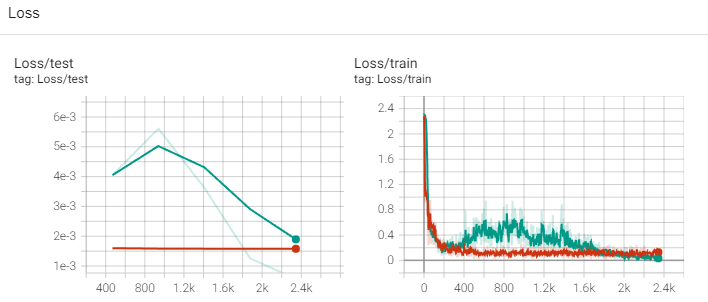 Loss
Loss/test
tag: Loss/test
6e-3
5e-3
4e-3
3e-3
2e-3
1e-3
400 800 1.2k 1.6k 2k 2.4k
Loss/train
tag: Loss/train
2.4
2
1.6
1.2
0.8
0.4
0
0 400 800 1.2k 1.6k 2k 2.4k